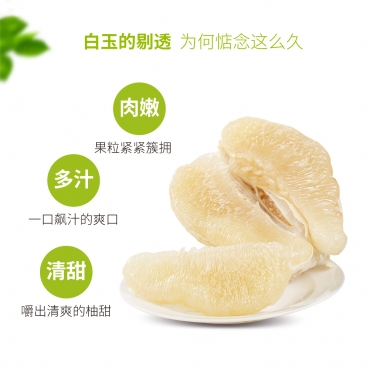 白玉的剔透 为何惦念这么久
肉嫩
果粒紧紧簇拥
多汁
一口飙汁的爽口
清甜
嚼出清爽的柚甜